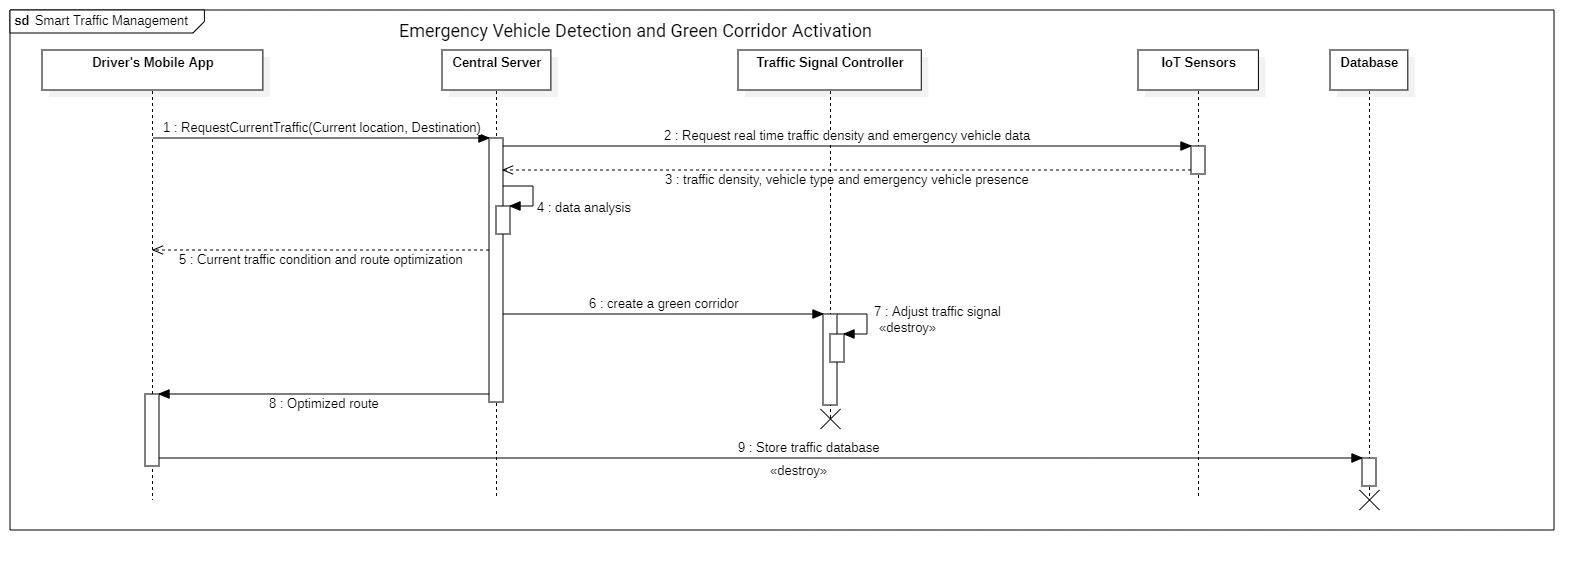 sd Smart Traffic Management
Emergency Vehicle Detection and Green Corridor Activation
Driver's Mobile App
Central Server
Traffic Signal Controller
IoT Sensors
Database
1 : RequestCurrentTraffic(Current location, Destination)
2 : Request real time traffic density and emergency vehicle data
3 : traffic density, vehicle type and emergency vehicle presence
4 : data analysis
5 : Current traffic condition and route optimization
6 : create a green corridor
7 : Adjust traffic signal
«destroy»
8 : Optimized route
9 : Store traffic database
«destroy»